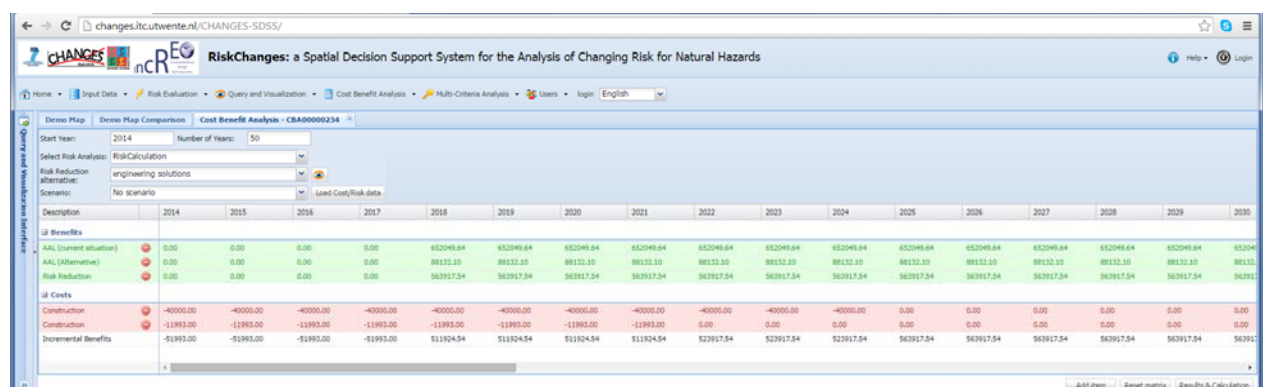 changes.itc.utwente.nl/CHANGES-SDSS/
CHANGES
incREO
RiskChanges: a Spatial Decision Support System for the Analysis of Changing Risk for Natural Hazards
Help Login
Home Input Data Risk Evaluation Query and Visualization Cost Benefit Analysis Multi-Criteria Analysis Users login English
Demo Map Demo Map Comparison Cost Benefit Analysis - CBA00000234
Query and Visualization Interface
Start Year: 2014 Number of Years: 50
Select Risk Analysis: RiskCalculation
Risk Reduction alternative: engineering solutions
Scenario: No scenario Load Cost/Risk data
Description 2014 2015 2016 2017 2018 2019 2020 2021 2022 2023 2024 2025 2026 2027 2028 2029 2030
Benefits
AAL (current situation) 0.00 0.00 0.00 0.00 652049.64 652049.64 652049.64 652049.64 652049.64 652049.64 652049.64 652049.64 652049.64 652049.64 652049.64 652049.64 65204
AAL (Alternative) 0.00 0.00 0.00 0.00 88132.10 88132.10 88132.10 88132.10 88132.10 88132.10 88132.10 88132.10 88132.10 88132.10 88132.10 88132.10 88132.
Risk Reduction 0.00 0.00 0.00 0.00 563917.54 563917.54 563917.54 563917.54 563917.54 563917.54 563917.54 563917.54 563917.54 563917.54 563917.54 563917.54 56391
Costs
Construction -40000.00 -40000.00 -40000.00 -40000.00 -40000.00 -40000.00 -40000.00 -40000.00 -40000.00 -40000.00 -40000.00 0.00 0.00 0.00 0.00 0.00 0.00
Construction -11993.00 -11993.00 -11993.00 -11993.00 -11993.00 -11993.00 -11993.00 -11993.00 0.00 0.00 0.00 0.00 0.00 0.00 0.00 0.00 0.00
Incremental Benefits -51993.00 -51993.00 -51993.00 -51993.00 511924.54 511924.54 511924.54 511924.54 523917.54 523917.54 523917.54 563917.54 563917.54 563917.54 563917.54 563917.54 56391
Add item Reset matrix Results & Calculation